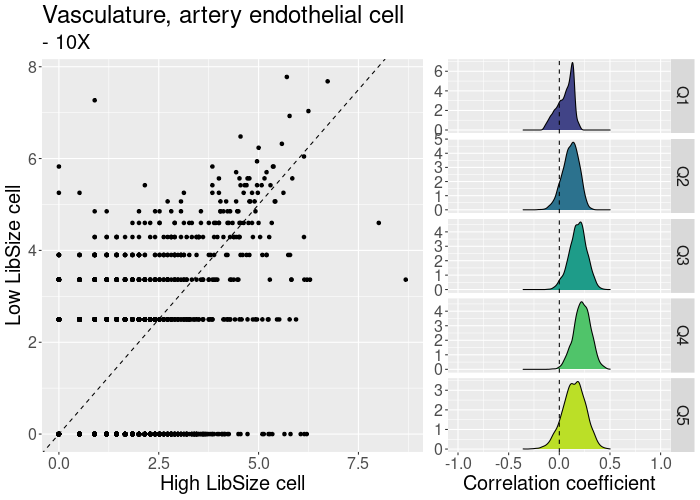 Vasculature, artery endothelial cell
- 10X
8
6
4
2
0
0.0 2.5 5.0 7.5
High LibSize cell
Low LibSize cell
6
4
2
0
Q1
5
4
3
2
1
0
Q2
4
3
2
1
0
Q3
4
3
2
1
0
Q4
3
2
1
0
Q5
-1.0 -0.5 0.0 0.5 1.0
Correlation coefficient